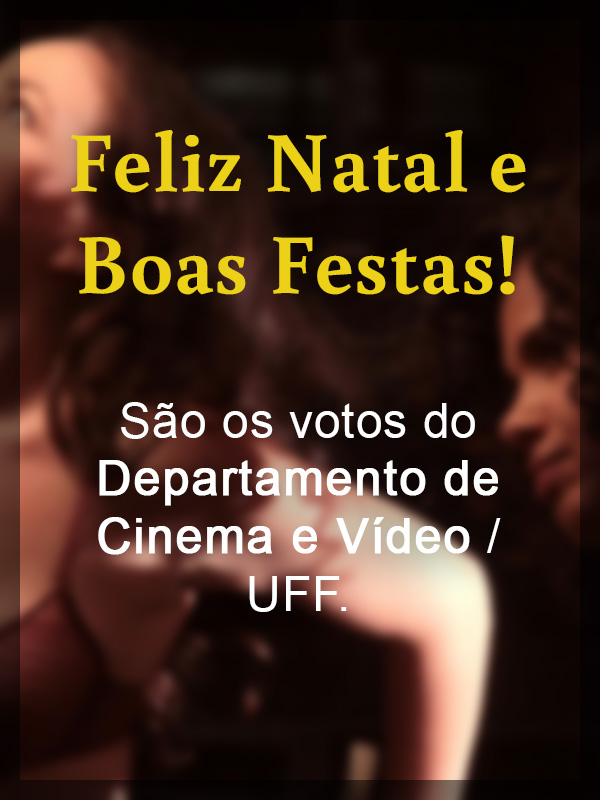 Feliz Natal e
Boas Festas!
São os votos do
Departamento de
Cinema e Vídeo /
UFF.